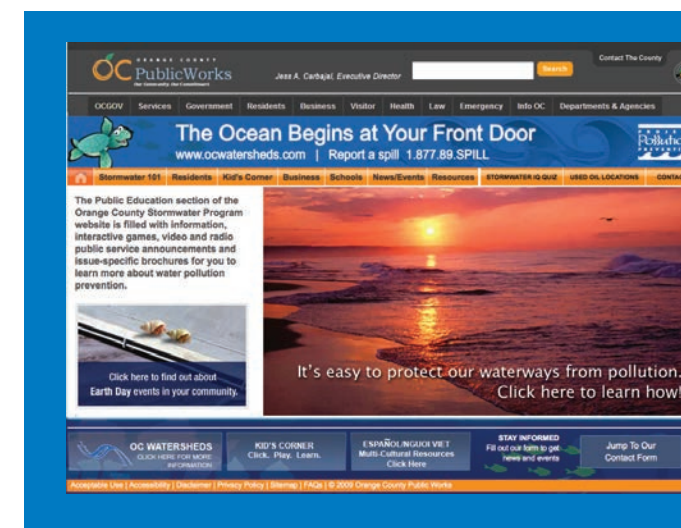 ORANGE COUNTY
OC PublicWorks
Our Community. Our Commitment.
Jess A. Carbajal, Executive Director
Search
Contact The County
OCGOV Services Government Residents Business Visitor Health Law Emergency Info OC Departments & Agencies
The Ocean Begins at Your Front Door
www.ocwatersheds.com | Report a spill 1.877.89.SPILL
Stormwater 101 Residents Kid's Corner Business Schools News/Events Resources STORMWATER IQ QUIZ USED OIL LOCATIONS
The Public Education section of the
Orange County Stormwater Program
website is filled with information,
interactive games, video and radio
public service announcements and
issue-specific brochures for you to
learn more about water pollution
prevention.
Click here to find out about
Earth Day events in your community.
It's easy to protect our waterways from pollution.
Click here to learn how!
OC WATERSHEDS
CLICK HERE FOR MORE
INFORMATION
KID'S CORNER
Click. Play. Learn.
ESPAÑOL/NGUOI VIET
Multi-Cultural Resources
Click Here
STAY INFORMED
Fill out our form to get
news and events
Jump To Our
Contact Form
Acceptable Use | Accessibility | Disclaimer | Privacy Policy | Sitemap | FAQs | © 2009 Orange County Public Works